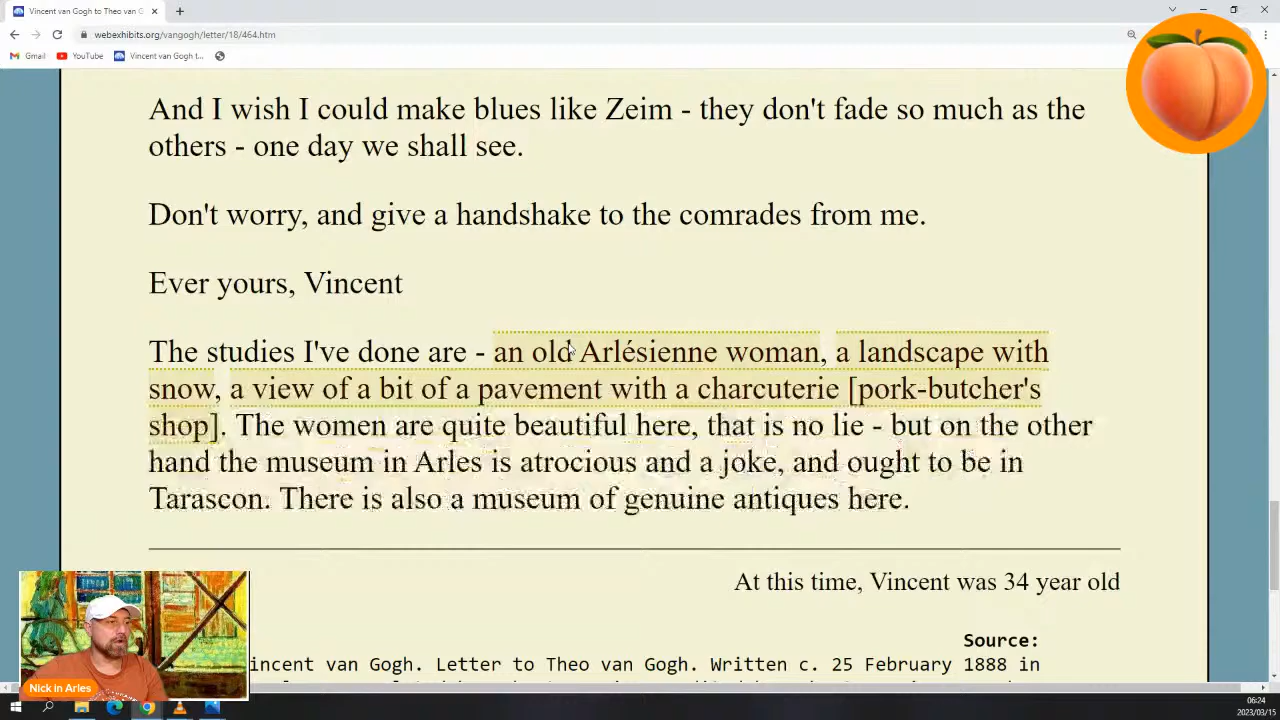 Vincent van Gogh to Theo van G
webexhibits.org/vangogh/letter/18/464.htm
Gmail
YouTube
Vincent van Gogh t...
And I wish I could make blues like Zeim - they don't fade so much as the
others - one day we shall see.
Don't worry, and give a handshake to the comrades from me.
Ever yours, Vincent
The studies I've done are - an old Arlésienne woman, a landscape with
snow, a view of a bit of a pavement with a charcuterie [pork-butcher's
shop]. The women are quite beautiful here, that is no lie - but on the other
hand the museum in Arles is atrocious and a joke, and ought to be in
Tarascon. There is also a museum of genuine antiques here.
At this time, Vincent was 34 year old
Source:
incent van Gogh. Letter to Theo van Gogh. Written c. 25 February 1888 in
Nick in Arles
06:24
2023/03/15